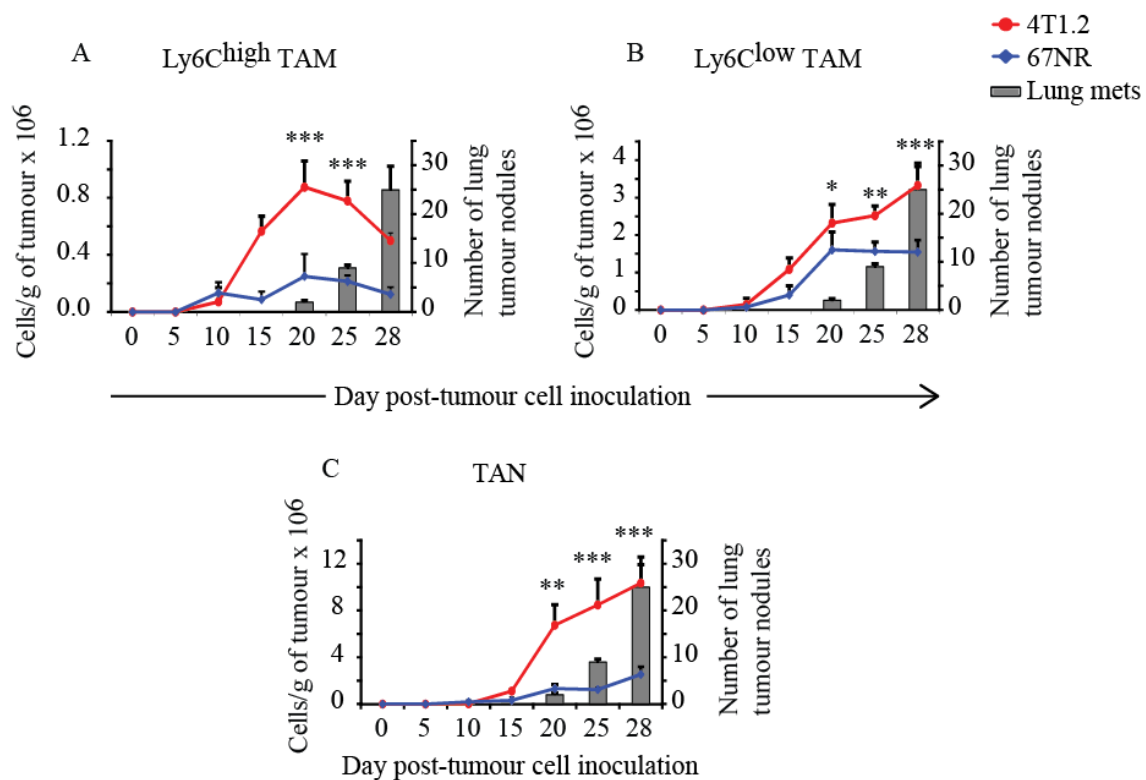 4T1.2
67NR
Lung mets
A
Ly6Chigh TAM
Cells/g of tumour x 106
1.2
0.8
0.4
0.0
*** ***
30
20
10
0
Number of lung
tumour nodules
0 5 10 15 20 25 28
B
Ly6Clow TAM
Cells/g of tumour x 106
4
3
2
1
0
* ** ***
30
20
10
0
Number of lung
tumour nodules
0 5 10 15 20 25 28
Day post-tumour cell inoculation
C
TAN
Cells/g of tumour x 106
12
8
4
0
** *** ***
30
20
10
0
Number of lung
tumour nodules
0 5 10 15 20 25 28
Day post-tumour cell inoculation